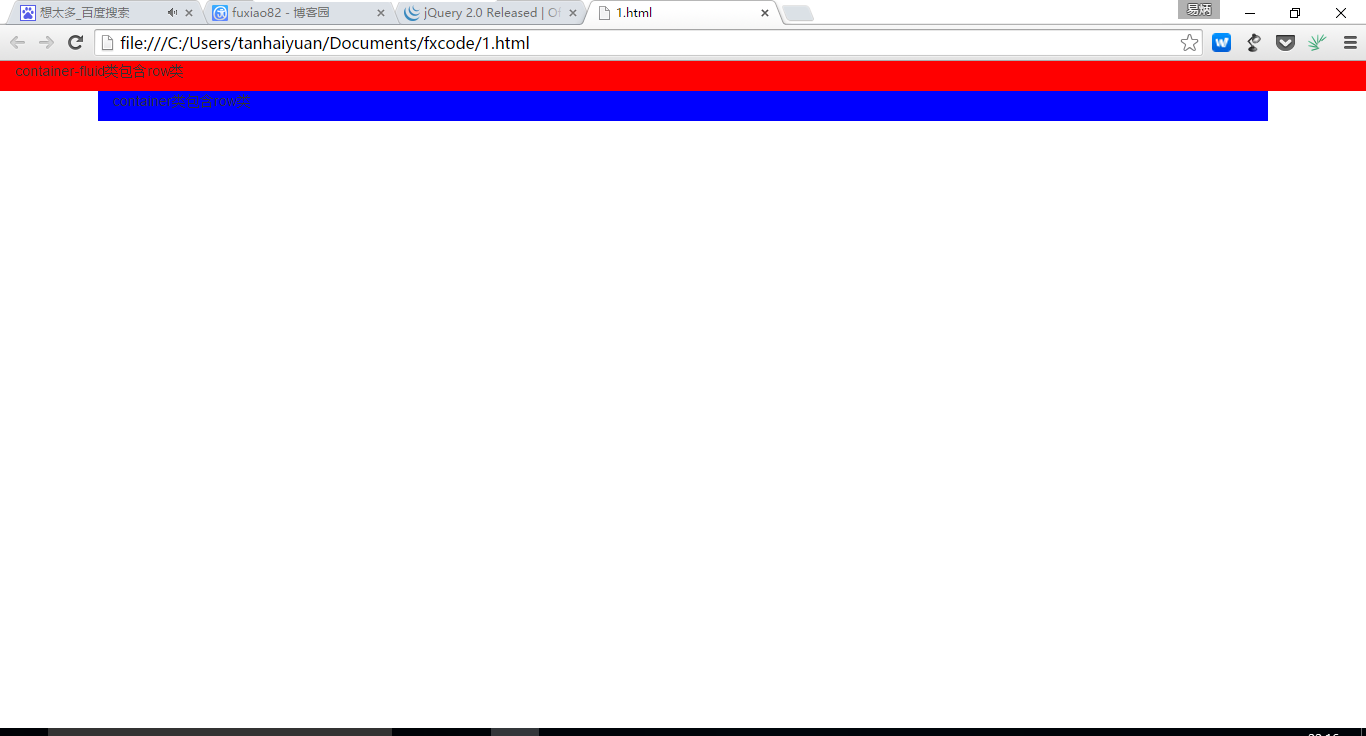 想太多_百度搜索
fuxiao82 - 博客园
jQuery 2.0 Released | Of
1.html
易炳
file:///C:/Users/tanhaiyuan/Documents/fxcode/1.html
container-fluid类包含row类
container类包含row类